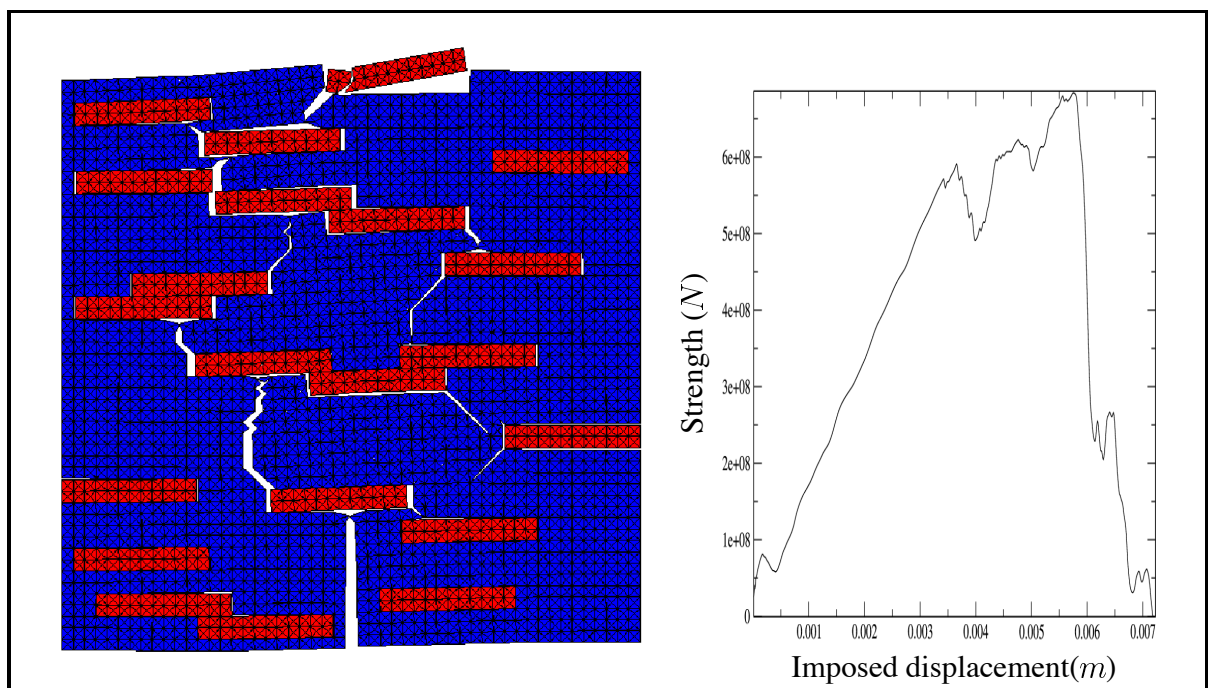 6e+08
5e+08
4e+08
3e+08
2e+08
1e+08
0
Strength (N)
0.001 0.002 0.003 0.004 0.005 0.006 0.007
Imposed displacement(m)